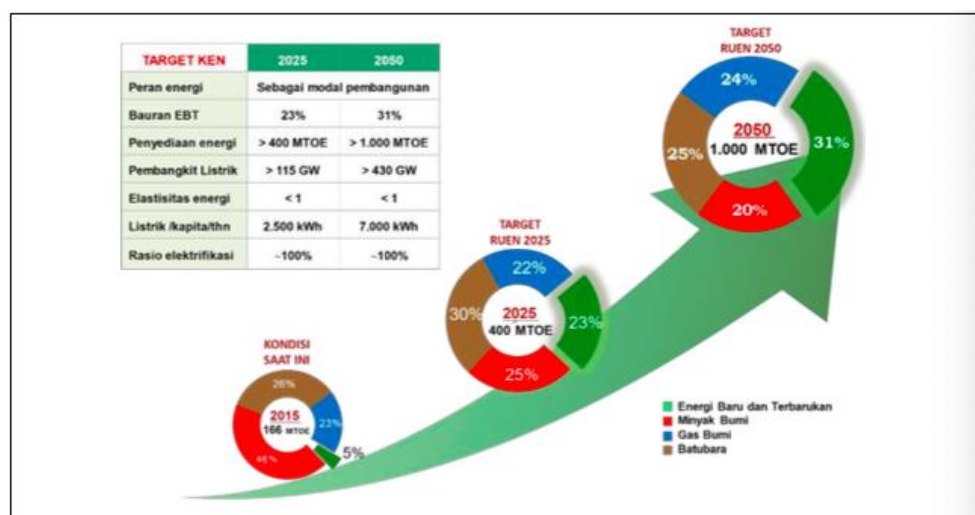 TARGET KEN 2025 2050
Peran energi Sebagai modal pembangunan
Bauran EBT 23% 31%
Penyediaan energi > 400 MTOE > 1.000 MTOE
Pembangkit Listrik > 115 GW > 430 GW
Elastisitas energi < 1 < 1
Listrik /kapita/thn 2.500 kWh 7.000 kWh
Rasio elektrifikasi ~100% ~100%
KONDISI
SAAT INI
26%
2015
166 MTOE
23%
46%
5%
TARGET
RUEN 2025
22%
30%
2025
400 MTOE
23%
25%
TARGET
RUEN 2050
24%
2050
1.000 MTOE
31%
25%
20%
Energi Baru dan Terbarukan
Minyak Bumi
Gas Bumi
Batubara